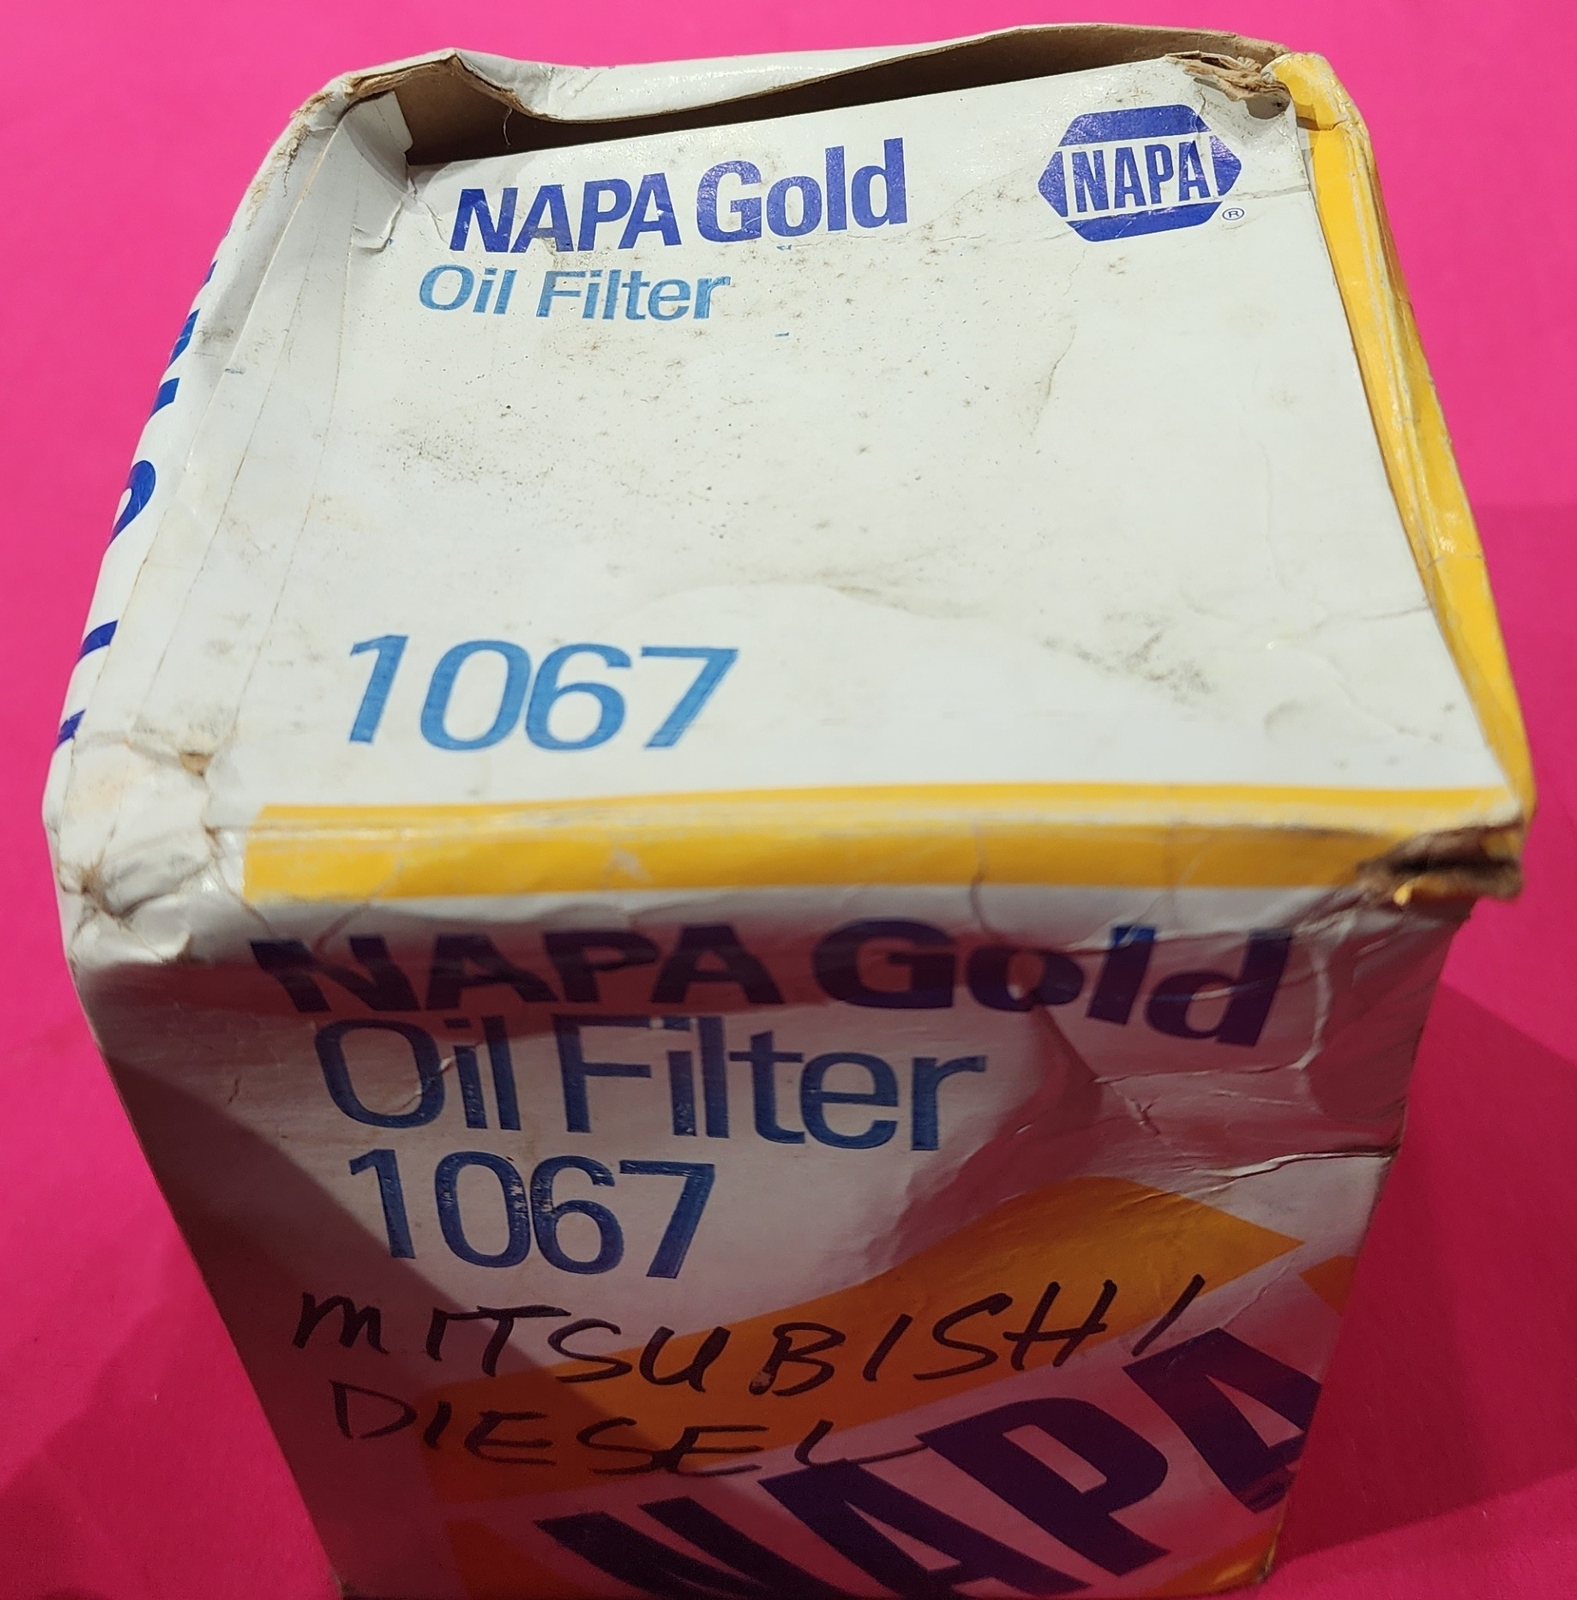 NAPA Gold
NAPA®
Oil Filter
1067
NAPA Gold
Oil Filter
1067
MITSUBISHI
DIESEL
NAPA